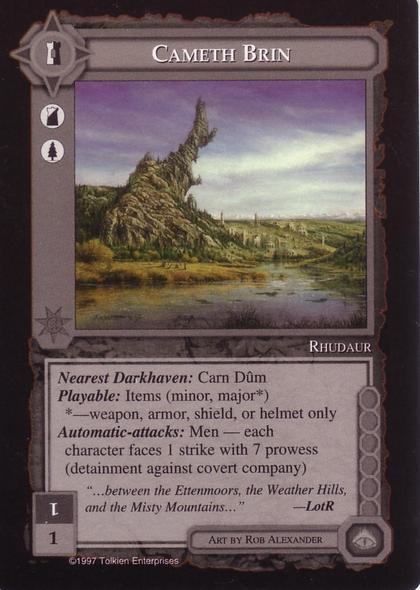 CAMETH BRIN
RHUDAUR
Nearest Darkhaven: Carn Dûm
Playable: Items (minor, major*)
*—weapon, armor, shield, or helmet only
Automatic-attacks: Men — each
character faces 1 strike with 7 prowess
(detainment against covert company)
“…between the Ettenmoors, the Weather Hills,
and the Misty Mountains…” —LotR
1
1
ART BY ROB ALEXANDER
©1997 Tolkien Enterprises